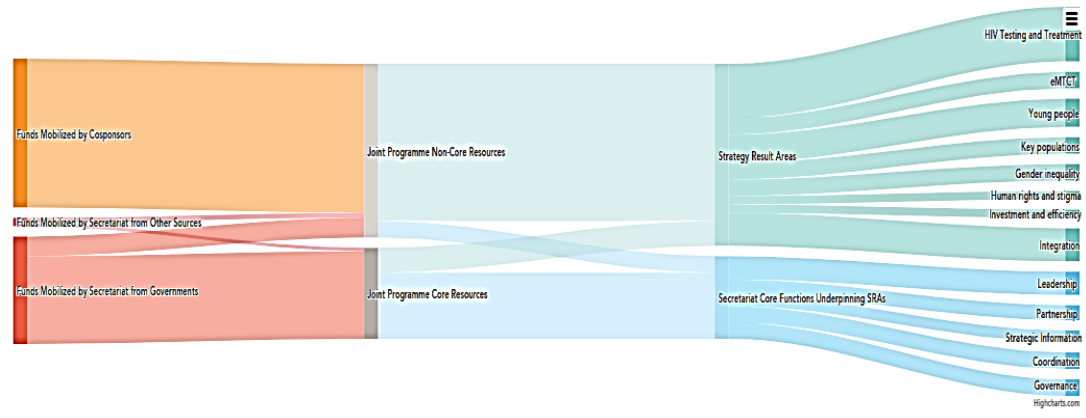 Funds Mobilized by Cosponsors
Funds Mobilized by Secretariat from Other Sources
Funds Mobilized by Secretariat from Governments
Joint Programme Non-Core Resources
Joint Programme Core Resources
Strategy Result Areas
Secretariat Core Functions Underpinning SRAs
HIV Testing and Treatment
eMTCT
Young people
Key populations
Gender inequality
Human rights and stigma
Investment and efficiency
Integration
Leadership
Partnership
Strategic Information
Coordination
Governance
Highcharts.com